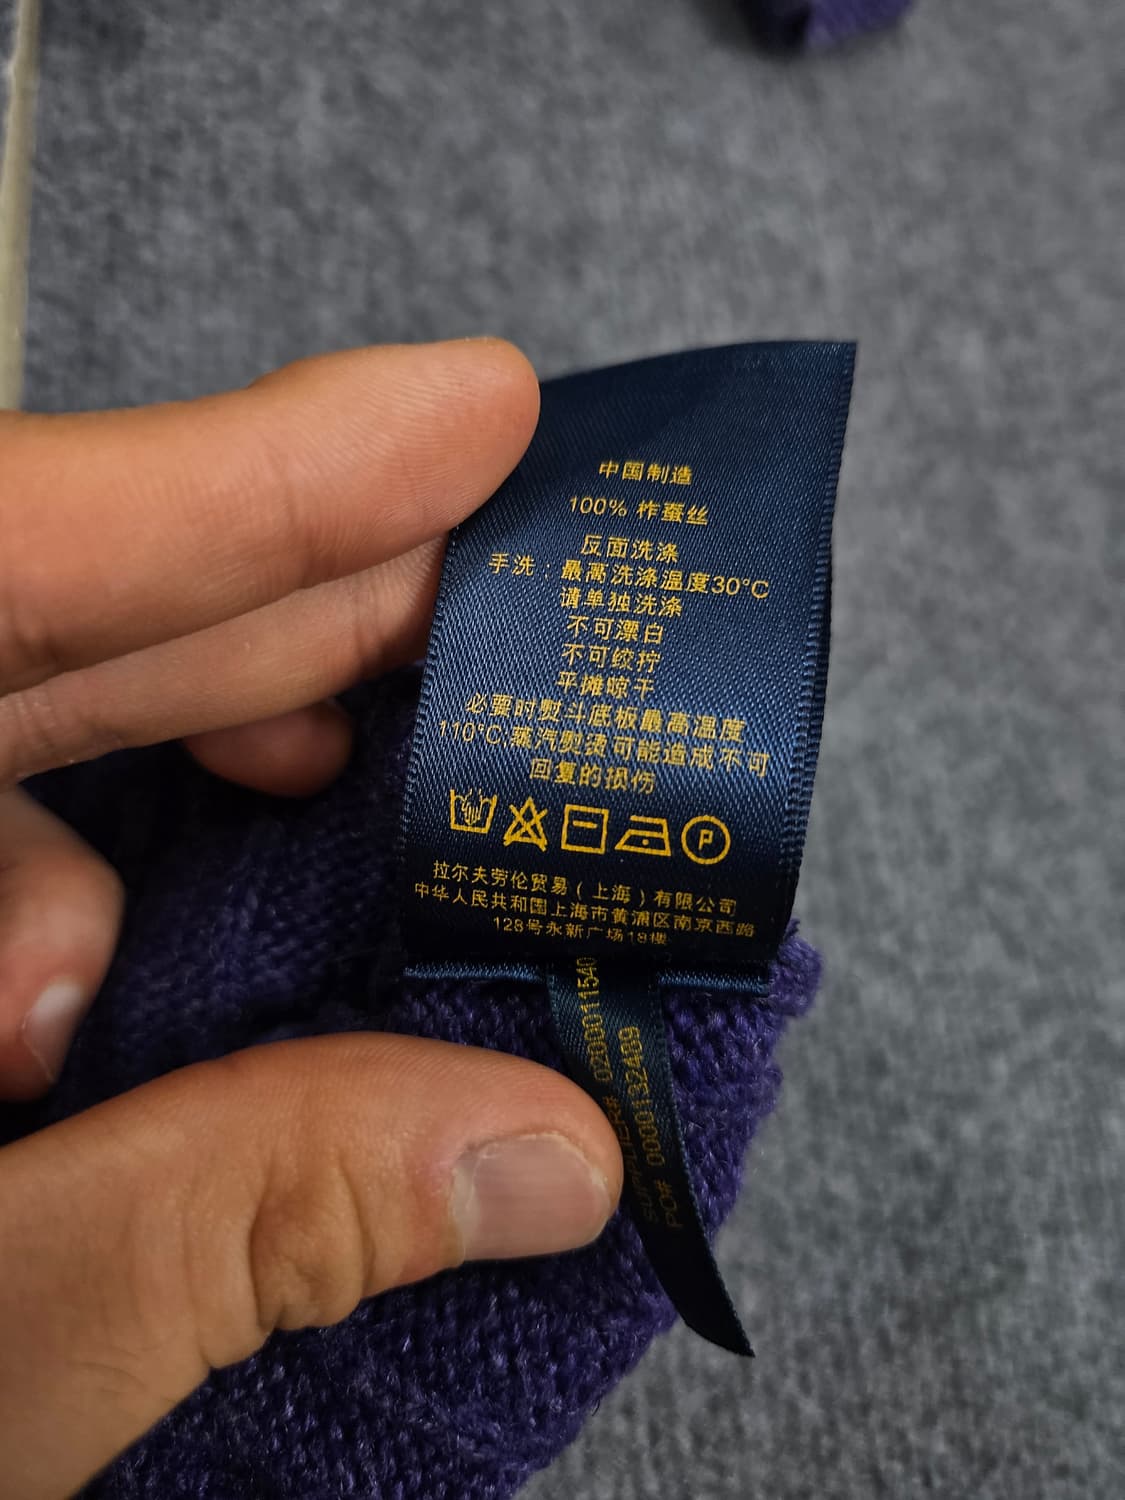 中国制造
100% 柞蚕丝
反面洗涤
手洗：最高洗涤温度30°C
请单独洗涤
不可漂白
不可绞拧
平摊晾干
必要时熨斗底板最高温度
110°C,蒸汽熨烫可能造成不可
回复的损伤
P
拉尔夫劳伦贸易（上海）有限公司
中华人民共和国上海市黄浦区南京西路
128号永新广场18楼
SUPPLIER# 0200011540
PO# 0000132469